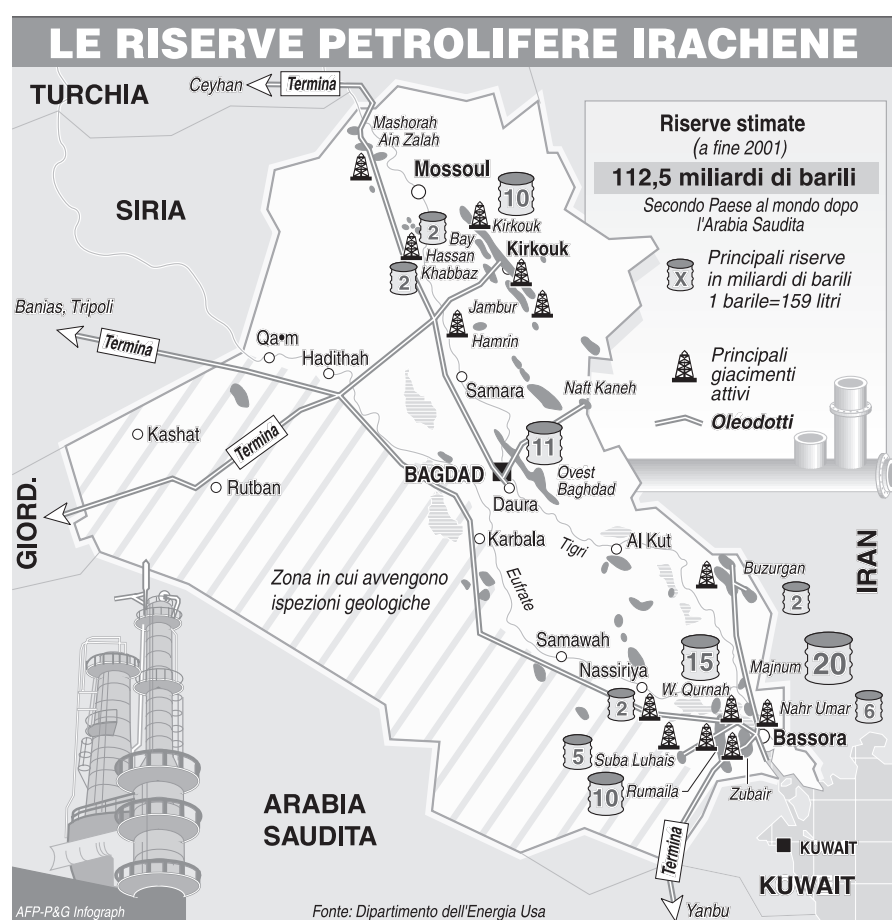 LE RISERVE PETROLIFERE IRACHENE
TURCHIA
Ceyhan
Termina
Mashorah
Ain Zalah
Mossoul
SIRIA
Riserve stimate
(a fine 2001)
112,5 miliardi di barili
Secondo Paese al mondo dopo
l'Arabia Saudita
X
Principali riserve
in miliardi di barili
1 barile=159 litri
Principali
giacimenti
attivi
Oleodotti
10
Kirkouk
2
Bay
Hassan
Khabbaz
2
Kirkouk
Jambur
Hamrin
Banias, Tripoli
Termina
Qa•m
Hadithah
Samara
Naft Kaneh
Kashat
Termina
Rutban
GIORD.
BAGDAD
11
Ovest
Baghdad
Daura
Karbala
Tigri
Al Kut
Eufrate
IRAN
Zona in cui avvengono
ispezioni geologiche
Buzurgan
2
Samawah
Nassiriya
15
W. Qurnah
Majnum
20
2
Nahr Umar
6
Bassora
5
Suba Luhais
10
Rumaila
Zubair
ARABIA
SAUDITA
Termina
KUWAIT
KUWAIT
Yanbu
AFP-P&G Infograph
Fonte: Dipartimento dell'Energia Usa